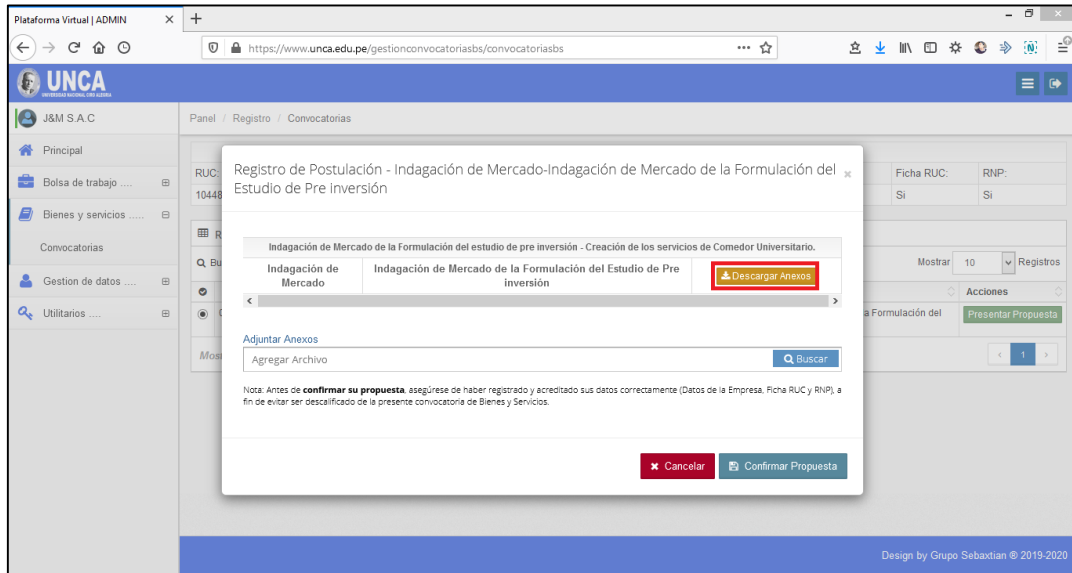 Plataforma Virtual | ADMIN
https://www.unca.edu.pe/gestionconvocatoriasbs/convocatoriasbs
UNCA
UNIVERSIDAD NACIONAL CIRO ALEGRIA
J&M S.A.C
Panel / Registro / Convocatorias
Principal
Bolsa de trabajo ....
Bienes y servicios .....
Convocatorias
Gestion de datos ....
Utilitarios ....
RUC:
Ficha RUC:
RNP:
10448
Si
Si
R
Q Bu
Mostrar 10 Registros
Acciones
a Formulación del
Presentar Propuesta
Most
1
Registro de Postulación - Indagación de Mercado-Indagación de Mercado de la Formulación del
Estudio de Pre inversión
Indagación de Mercado de la Formulación del estudio de pre inversión - Creación de los servicios de Comedor Universitario.
Indagación de
Mercado
Indagación de Mercado de la Formulación del Estudio de Pre
inversión
Descargar Anexos
Adjuntar Anexos
Agregar Archivo
Buscar
Nota: Antes de confirmar su propuesta, asegúrese de haber registrado y acreditado sus datos correctamente (Datos de la Empresa, Ficha RUC y RNP), a
fin de evitar ser descalificado de la presente convocatoria de Bienes y Servicios.
Cancelar
Confirmar Propuesta
Design by Grupo Sebaxtian ® 2019-2020